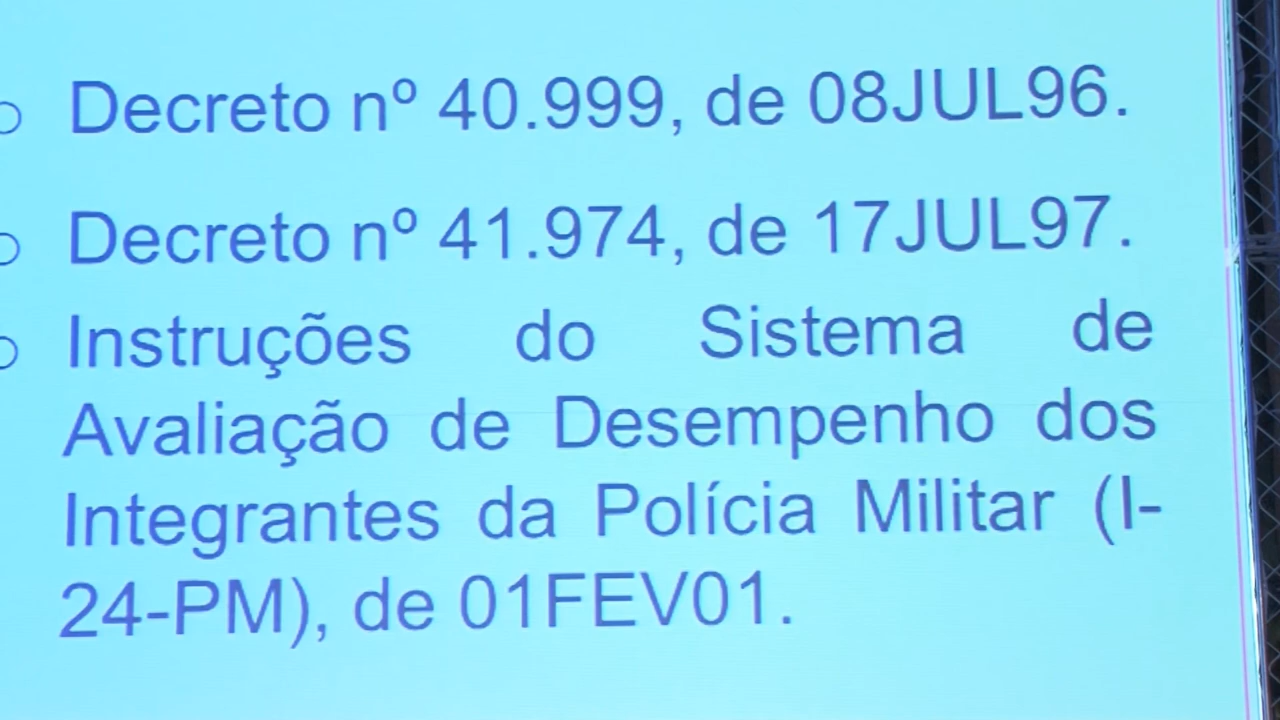 Decreto nº 40.999, de 08JUL96.
Decreto nº 41.974, de 17JUL97.
Instruções do Sistema de
Avaliação de Desempenho dos
Integrantes da Polícia Militar (I-
24-PM), de 01FEV01.